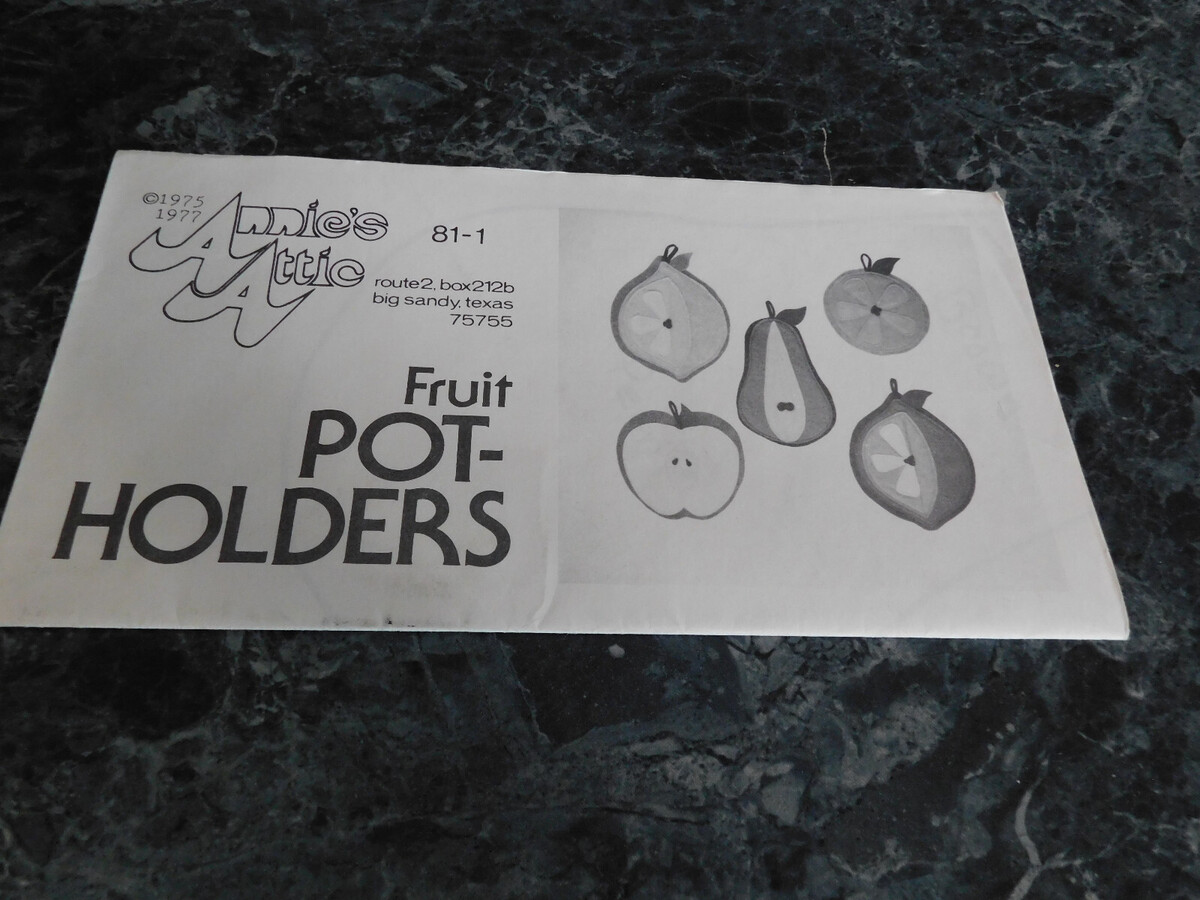 ©1975
1977
Annie's
Attic
81-1
route2, box212b
big sandy, texas
75755
Fruit
POT-
HOLDERS